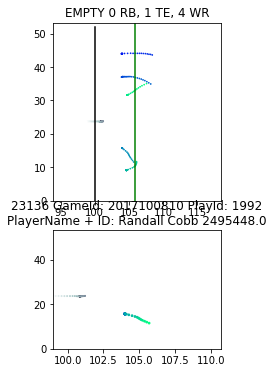 EMPTY 0 RB, 1 TE, 4 WR
50
40
30
20
10
0
95 100 105 110 115
23136 GameId: 2017100810 PlayId: 1992
PlayerName + ID: Randall Cobb 2495448.0
40
20
0
100.0 102.5 105.0 107.5 110.0